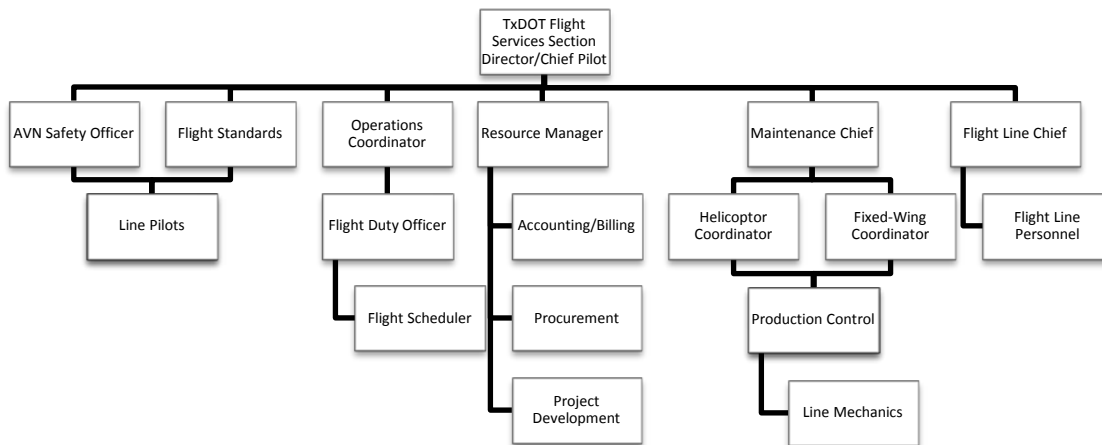 TxDOT Flight
Services Section
Director/Chief Pilot
AVN Safety Officer
Flight Standards
Operations
Coordinator
Resource Manager
Maintenance Chief
Flight Line Chief
Line Pilots
Flight Duty Officer
Accounting/Billing
Helicoptor
Coordinator
Fixed-Wing
Coordinator
Flight Line
Personnel
Flight Scheduler
Procurement
Production Control
Project
Development
Line Mechanics